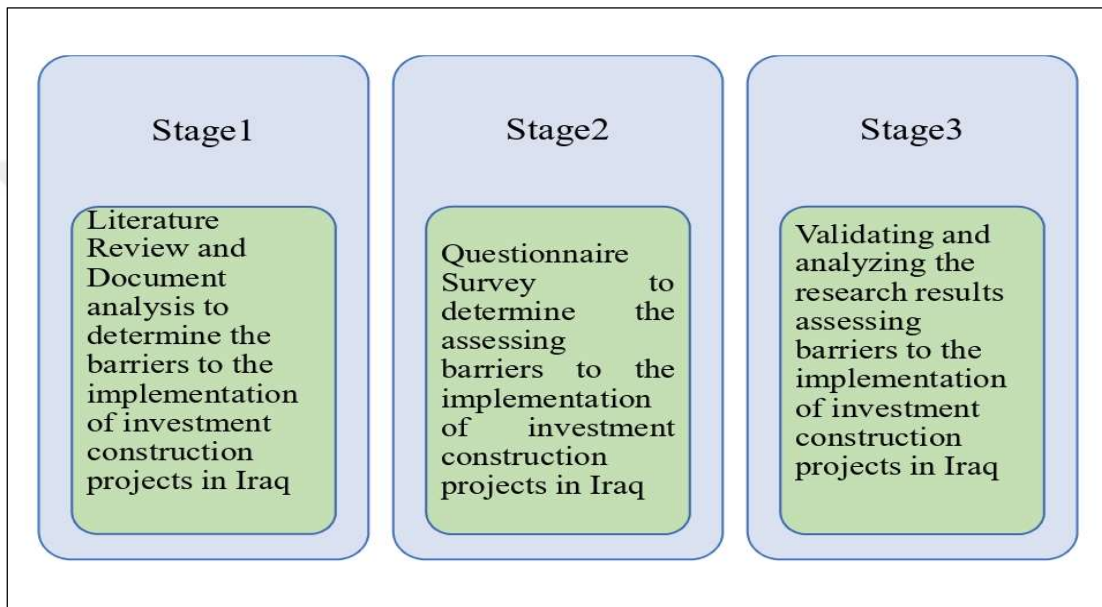 Stage1
Literature
Review and
Document
analysis to
determine the
barriers to the
implementation
of investment
construction
projects in Iraq
Stage2
Questionnaire
Survey to
determine the
assessing
barriers to the
implementation
of investment
construction
projects in Iraq
Stage3
Validating and
analyzing the
research results
assessing
barriers to the
implementation
of investment
construction
projects in Iraq